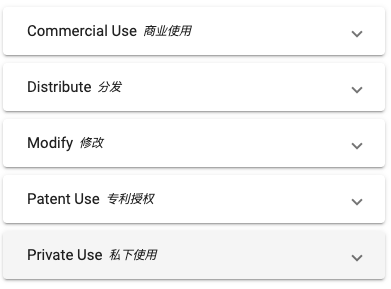 Commercial Use 商业使用
Distribute 分发
Modify 修改
Patent Use 专利授权
Private Use 私下使用